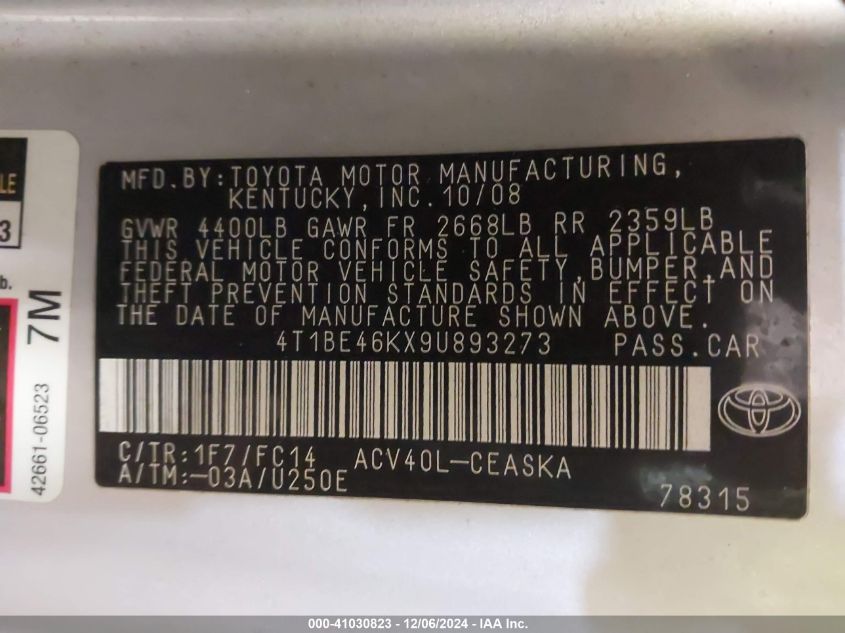 MFD.BY:TOYOTA MOTOR MANUFACTURING,
KENTUCKY,INC.10/08
GVWR 4400LB GAWR FR 2668LB RR 2359LB
THIS VEHICLE CONFORMS TO ALL APPLICABLE
FEDERAL MOTOR VEHICLE SAFETY,BUMPER,AND
THEFT PREVENTION STANDARDS IN EFFECT ON
THE DATE OF MANUFACTURE SHOWN ABOVE.
4T1BE46KX9U893273 PASS.CAR
C/TR:1F7/FC14 ACV40L-CEASKA
A/TM:-03A/U250E
78315
LE
3
b.
7M
42661-06523
000-41030823 - 12/06/2024 - IAA Inc.